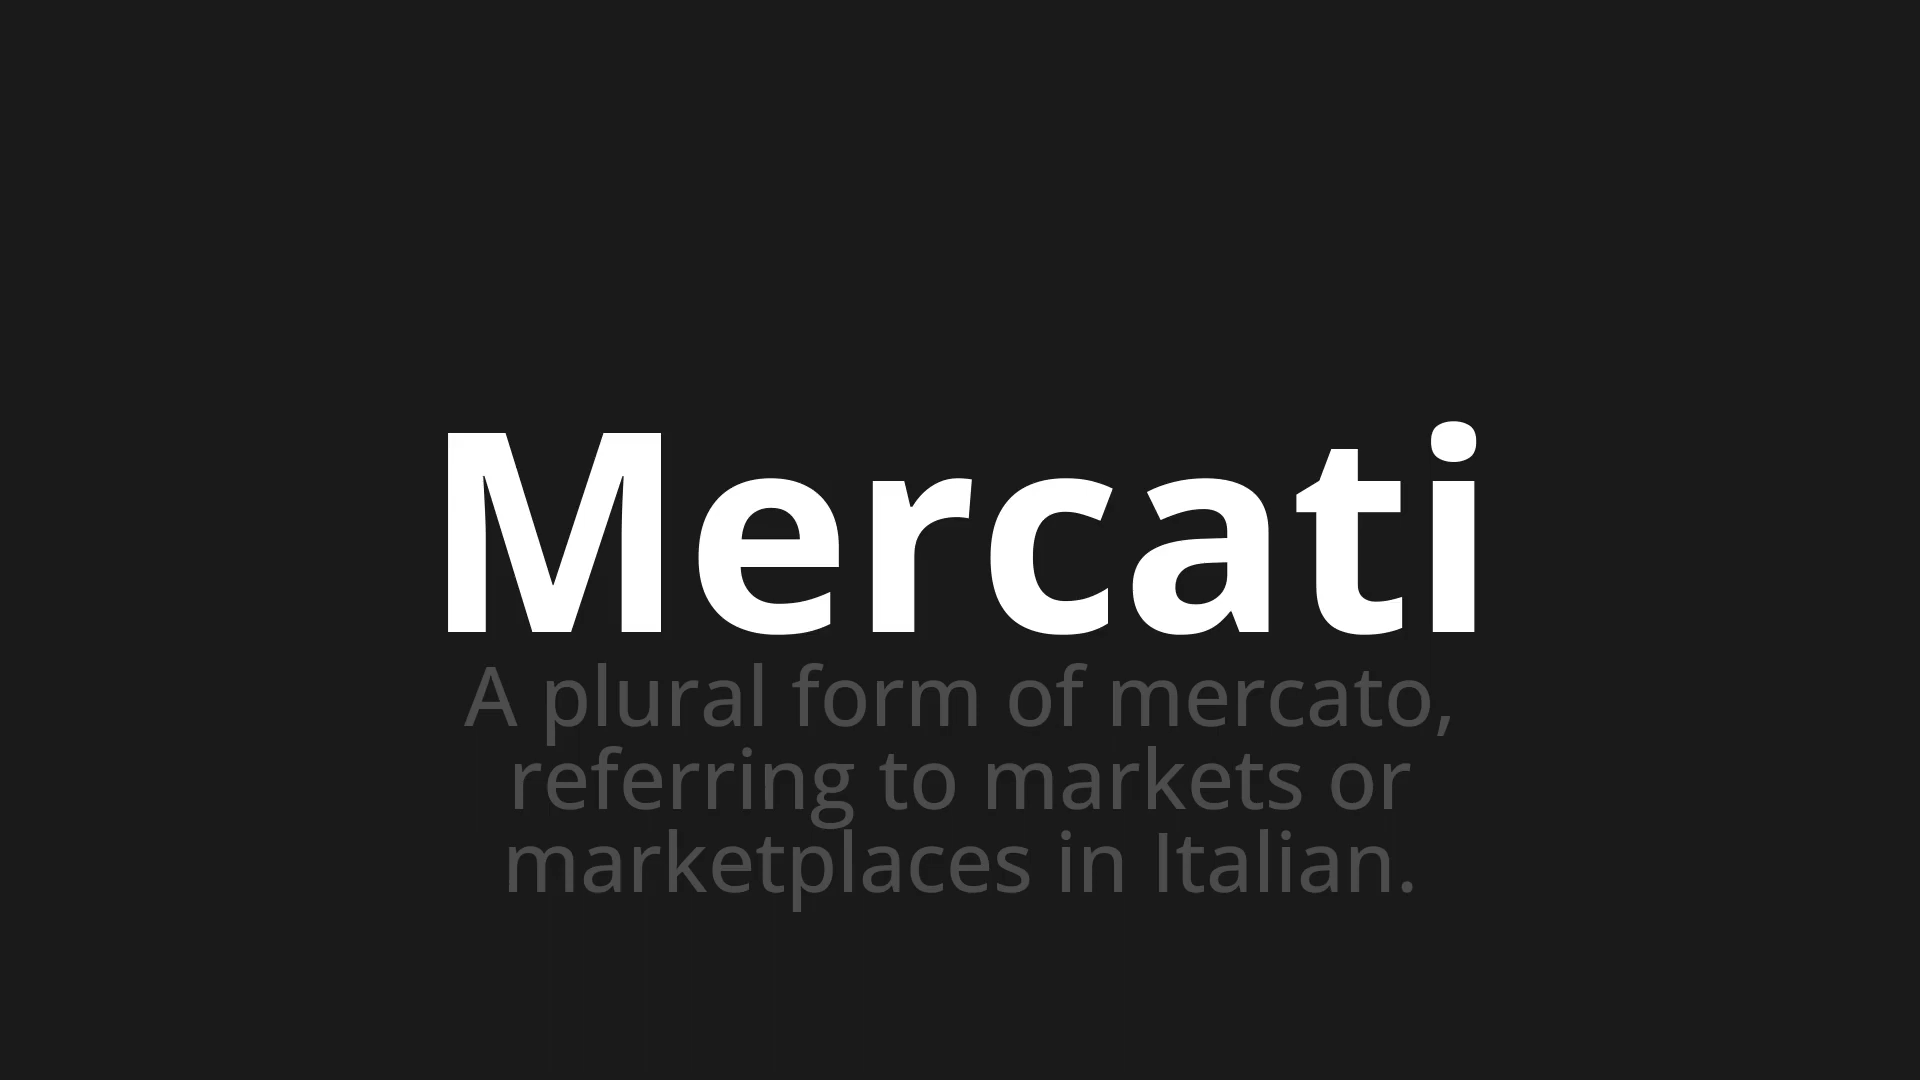 Mercati
A plural form of mercato,
referring to markets or
marketplaces in Italian.